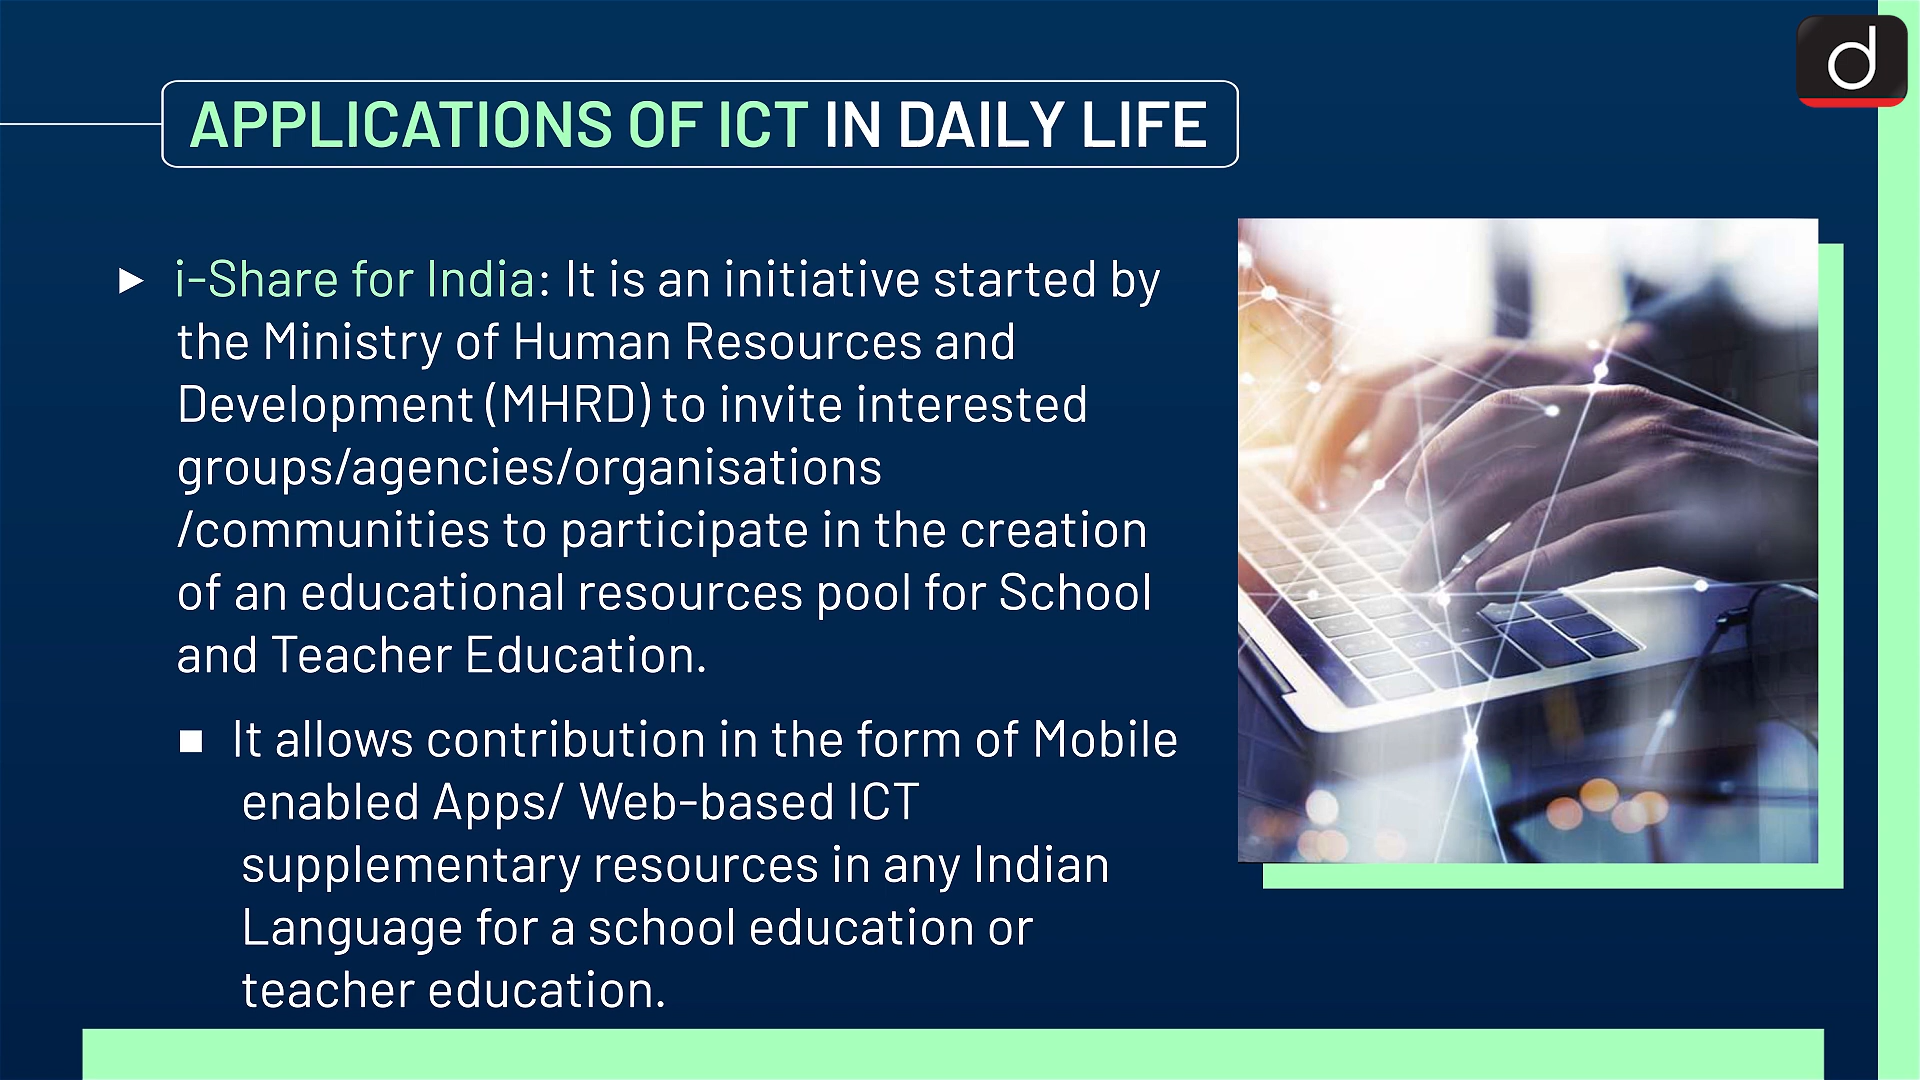 d
APPLICATIONS OF ICT IN DAILY LIFE
► i-Share for India: It is an initiative started by
the Ministry of Human Resources and
Development (MHRD) to invite interested
groups/agencies/organisations
/communities to participate in the creation
of an educational resources pool for School
and Teacher Education.
■ It allows contribution in the form of Mobile
enabled Apps/ Web-based ICT
supplementary resources in any Indian
Language for a school education or
teacher education.